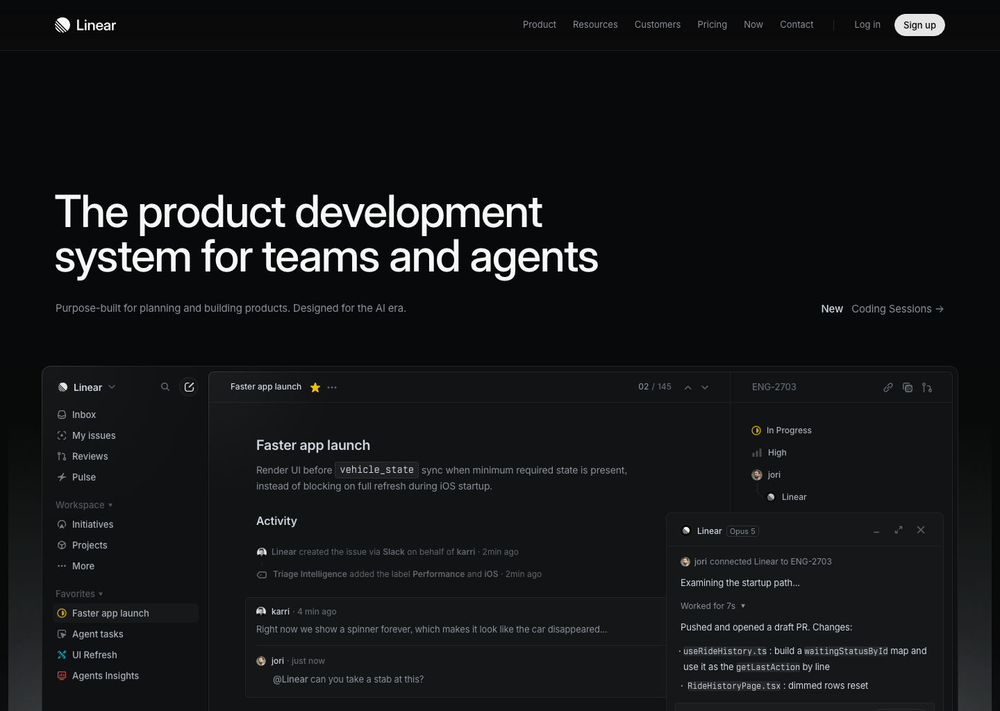 Linear
Product Resources Customers Pricing Now Contact Log in Sign up
The product development
system for teams and agents
Purpose-built for planning and building products. Designed for the AI era.
New Coding Sessions →
Linear
Inbox
My issues
Reviews
Pulse
Workspace
Initiatives
Projects
More
Favorites
Faster app launch
Agent tasks
UI Refresh
Agents Insights
Faster app launch
02 / 145
Faster app launch
Render UI before vehicle_state sync when minimum required state is present,
instead of blocking on full refresh during iOS startup.
Activity
Linear created the issue via Slack on behalf of karri · 2min ago
Triage Intelligence added the label Performance and iOS · 2min ago
karri · 4 min ago
Right now we show a spinner forever, which makes it look like the car disappeared...
jori · just now
@Linear can you take a stab at this?
ENG-2703
In Progress
High
jori
Linear
Linear Opus 5
jori connected Linear to ENG-2703
Examining the startup path...
Worked for 7s
Pushed and opened a draft PR. Changes:
· useRideHistory.ts : build a waitingStatusById map and
use it as the getLastAction by line
· RideHistoryPage.tsx : dimmed rows reset